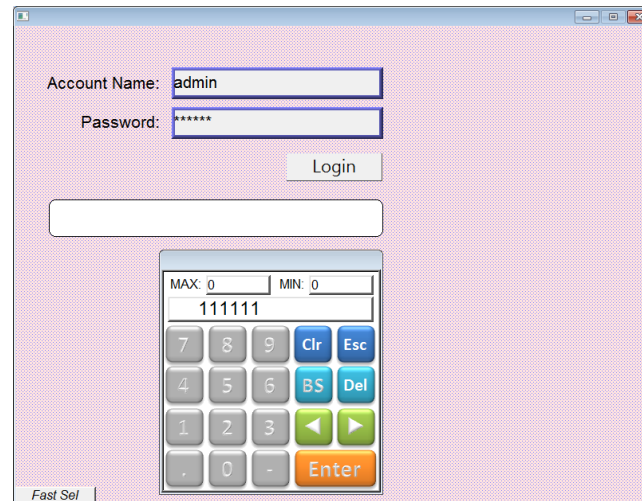 Account Name: admin
Password: ******
Login
MAX: 0 MIN: 0
111111
7 8 9 Clr Esc
4 5 6 BS Del
1 2 3
. 0 - Enter
Fast Sel